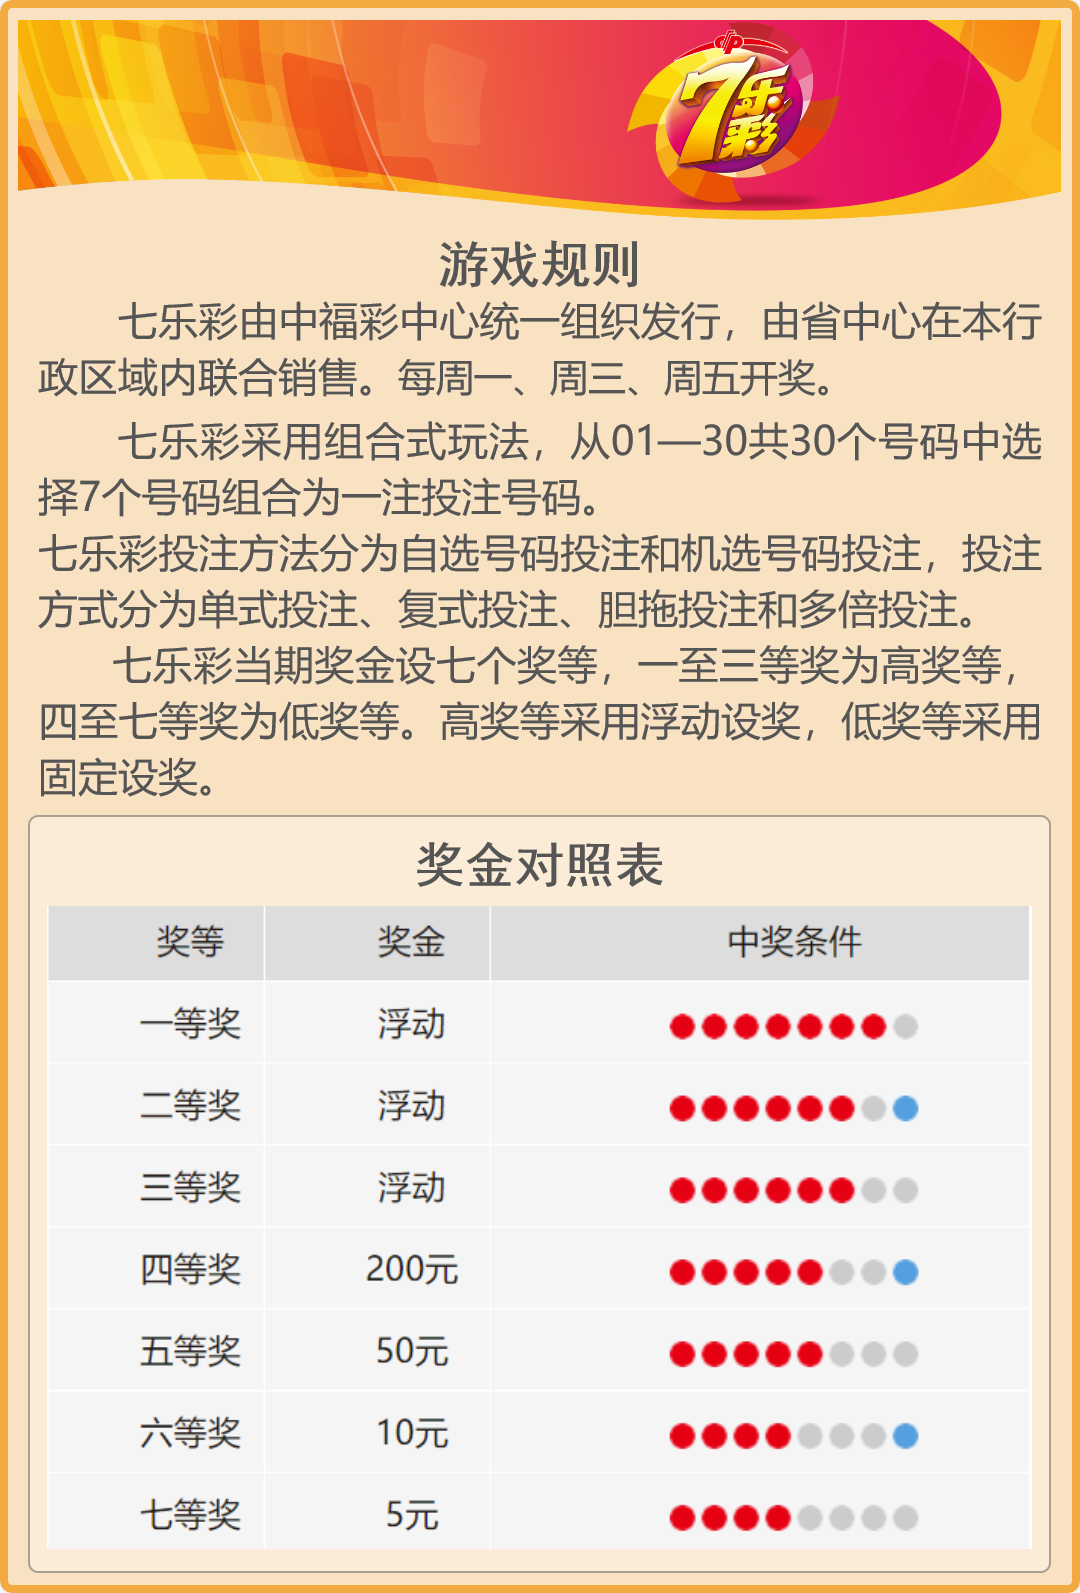 7乐彩
游戏规则
七乐彩由中福彩中心统一组织发行，由省中心在本行
政区域内联合销售。每周一、周三、周五开奖。
七乐彩采用组合式玩法，从01—30共30个号码中选
择7个号码组合为一注投注号码。
七乐彩投注方法分为自选号码投注和机选号码投注，投注
方式分为单式投注、复式投注、胆拖投注和多倍投注。
七乐彩当期奖金设七个奖等，一至三等奖为高奖等，
四至七等奖为低奖等。高奖等采用浮动设奖，低奖等采用
固定设奖。
奖金对照表
奖等 奖金 中奖条件
一等奖 浮动
二等奖 浮动
三等奖 浮动
四等奖 200元
五等奖 50元
六等奖 10元
七等奖 5元